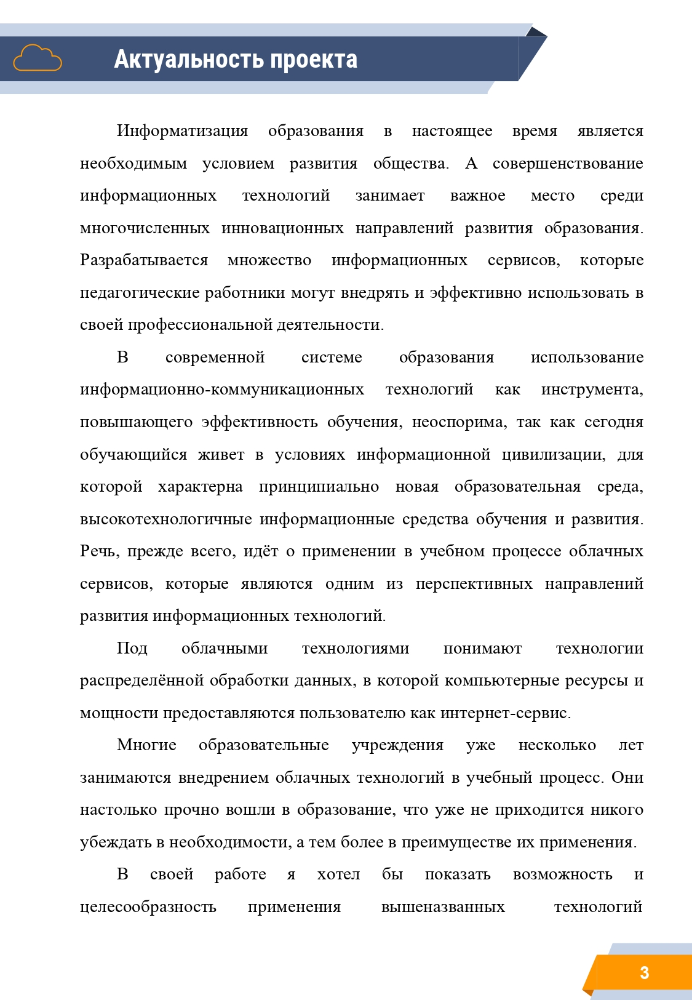 Актуальность проекта
Информатизация образования в настоящее время является
необходимым условием развития общества. А совершенствование
информационных технологий занимает важное место среди
многочисленных инновационных направлений развития образования.
Разрабатывается множество информационных сервисов, которые
педагогические работники могут внедрять и эффективно использовать в
своей профессиональной деятельности.
В современной системе образования использование
информационно-коммуникационных технологий как инструмента,
повышающего эффективность обучения, неоспорима, так как сегодня
обучающийся живет в условиях информационной цивилизации, для
которой характерна принципиально новая образовательная среда,
высокотехнологичные информационные средства обучения и развития.
Речь, прежде всего, идёт о применении в учебном процессе облачных
сервисов, которые являются одним из перспективных направлений
развития информационных технологий.
Под облачными технологиями понимают технологии
распределённой обработки данных, в которой компьютерные ресурсы и
мощности предоставляются пользователю как интернет-сервис.
Многие образовательные учреждения уже несколько лет
занимаются внедрением облачных технологий в учебный процесс. Они
настолько прочно вошли в образование, что уже не приходится никого
убеждать в необходимости, а тем более в преимуществе их применения.
В своей работе я хотел бы показать возможность и
целесообразность применения вышеназванных технологий
3